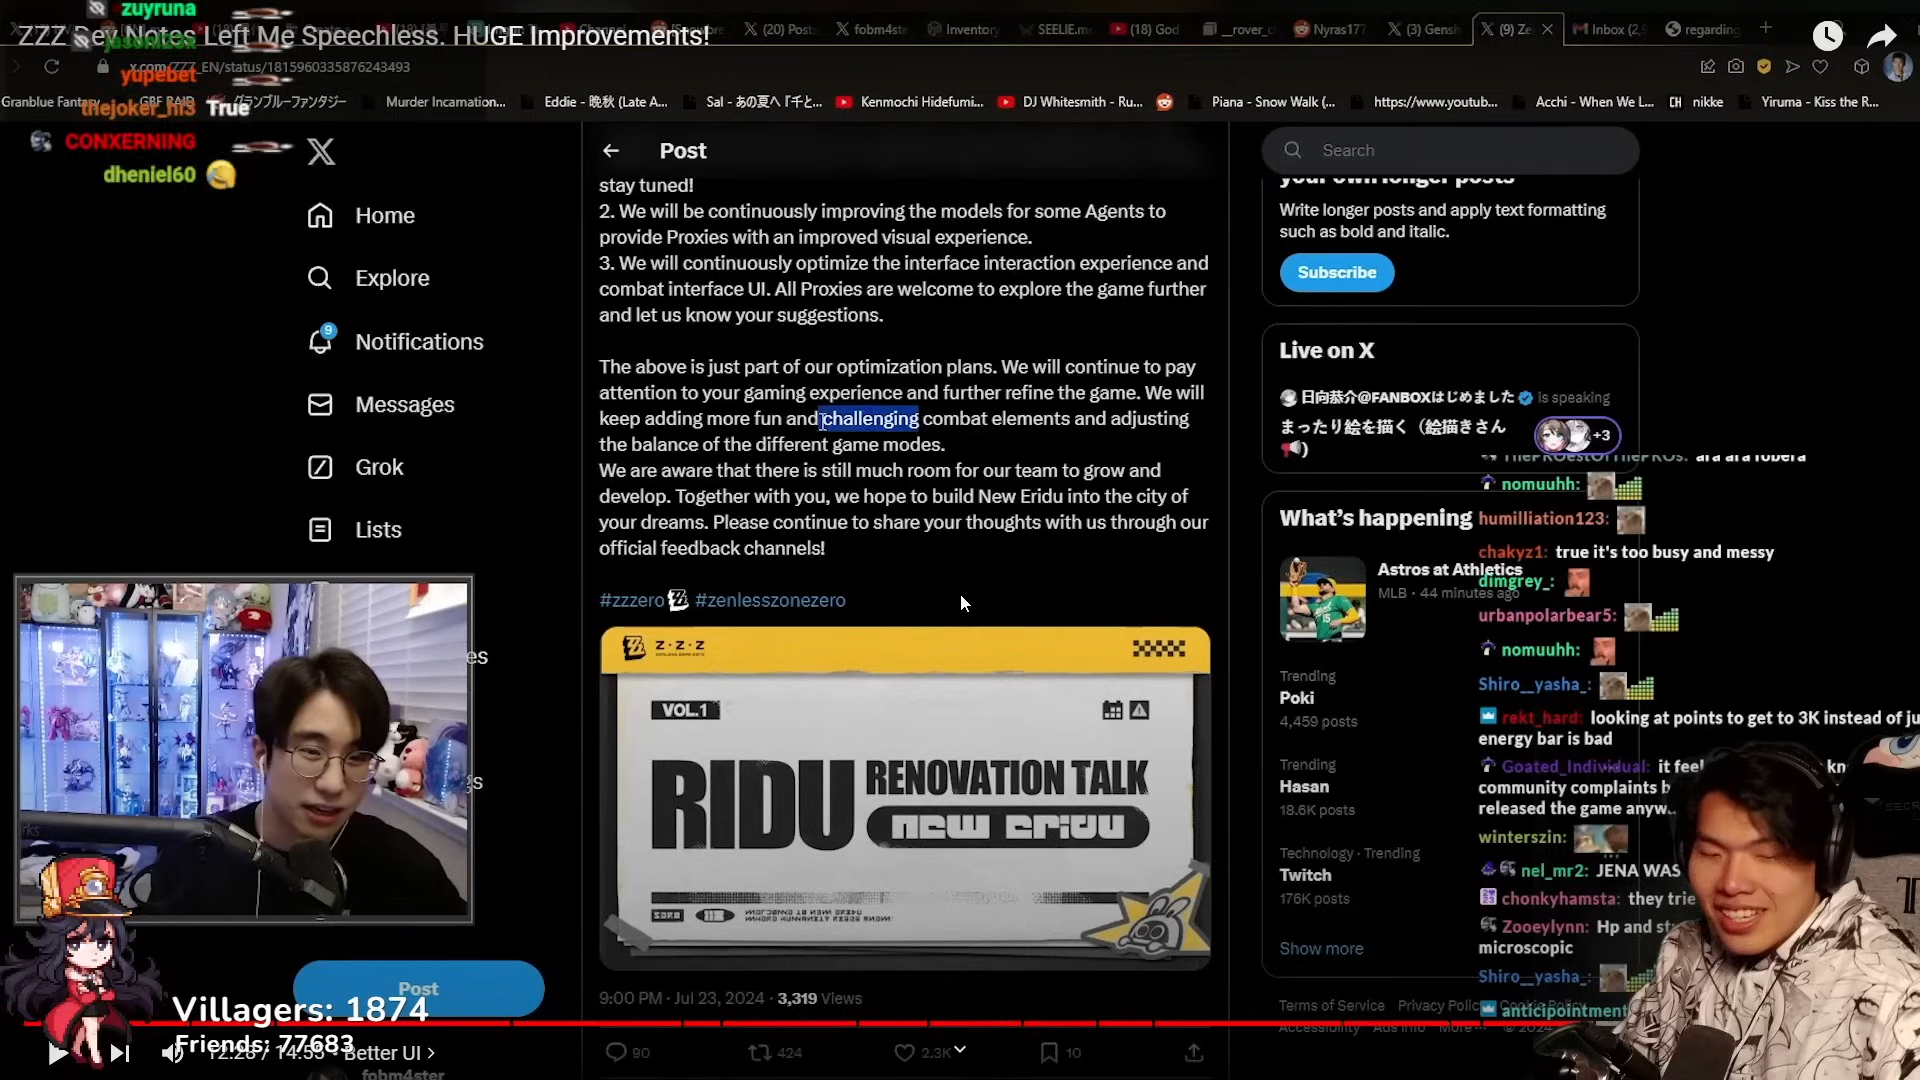 ZZZ Dev Notes Left Me Speechless. HUGE Improvements!
zuyruna
yupebet
thejoker_hi3 True
CONXERNING
dheniel60
(20) Posts
fobm4ste
Inventory
SEELIE.m
(18) God
__rover_c
Nyras177
(3) Gensh
(9) Ze
Inbox (2,9
regarding
x.com/ZZZ_EN/status/1815960335876243493
Granblue Fantasy
GBF RAID
グランブルーファンタジー
Murder Incarnation...
Eddie - 晩秋 (Late A...
Sal - あの夏へ『千と...
Kenmochi Hidefumi...
DJ Whitesmith - Ru...
Piana - Snow Walk (...
https://www.youtub...
Acchi - When We L...
nikke
Yiruma - Kiss the R...
Home
Explore
9
Notifications
Messages
Grok
Lists
es
gs
Post
Post
stay tuned!
2. We will be continuously improving the models for some Agents to
provide Proxies with an improved visual experience.
3. We will continuously optimize the interface interaction experience and
combat interface UI. All Proxies are welcome to explore the game further
and let us know your suggestions.
The above is just part of our optimization plans. We will continue to pay
attention to your gaming experience and further refine the game. We will
keep adding more fun and challenging combat elements and adjusting
the balance of the different game modes.
We are aware that there is still much room for our team to grow and
develop. Together with you, we hope to build New Eridu into the city of
your dreams. Please continue to share your thoughts with us through our
official feedback channels!
#zzzero #zenlesszonezero
Z·Z·Z
VOL.1
RIDU RENOVATION TALK
new eridu
9:00 PM · Jul 23, 2024 · 3,319 Views
90
424
2.3K
10
Search
your own longer posts
Write longer posts and apply text formatting
such as bold and italic.
Subscribe
Live on X
日向恭介@FANBOXはじめました is speaking
まったり絵を描く（絵描きさん
)
+3
What's happening
Astros at Athletics
MLB · 44 minutes ago
Trending
Poki
4,459 posts
Trending
Hasan
18.6K posts
Technology · Trending
Twitch
176K posts
Show more
Terms of Service Privacy Polic Cookie Policy
Accessibility Ads info More... © 2024
ThePROestOfThePROs: ara ara robera
nomuuhh:
humilliation123:
chakyz1: true it's too busy and messy
dimgrey_:
urbanpolarbear5:
nomuuhh:
Shiro__yasha_:
rekt_hard: looking at points to get to 3K instead of ju
energy bar is bad
Goated_Individual: it feel kn
community complaints b
released the game anyw
winterszin:
nel_mr2: JENA WAS
chonkyhamsta: they trie
Zooeylynn: Hp and st
microscopic
Shiro__yasha_:
anticipointment
Villagers: 1874
Friends: 77683
12:28 / 14:53 · Better UI
fobm4ster